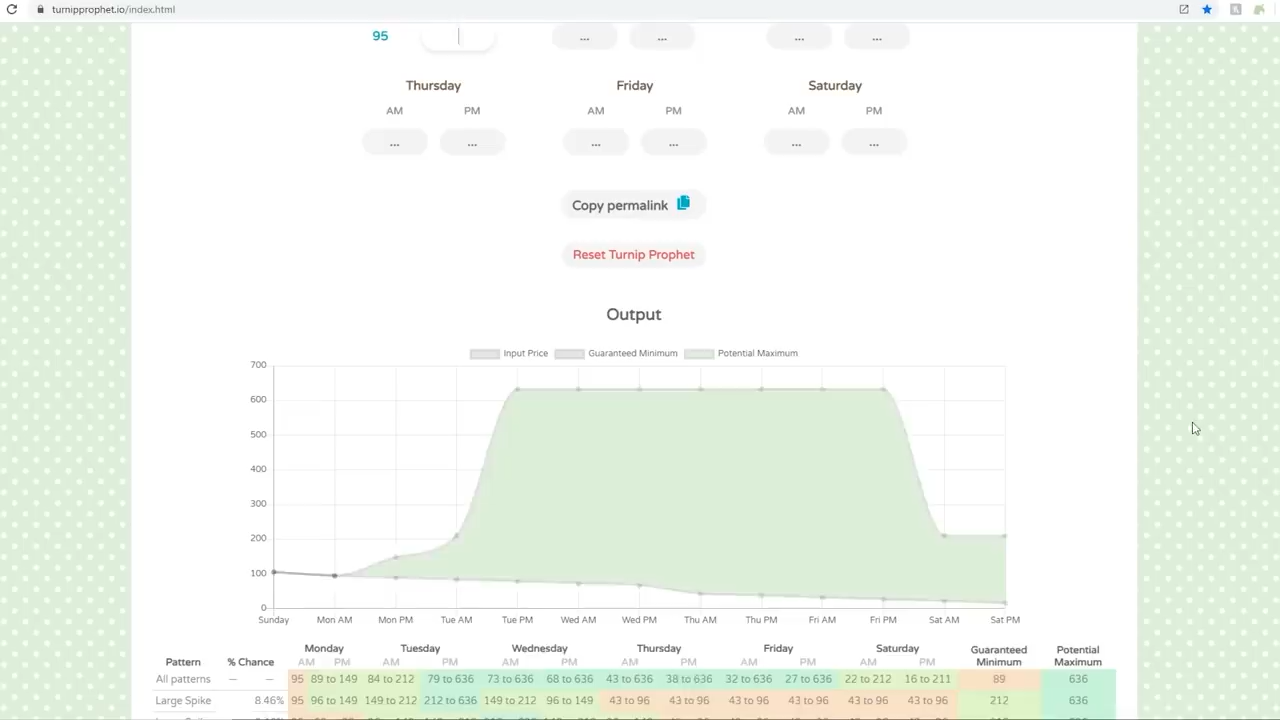 turnipprophet.io/index.html
95 ... ... ... ...
Thursday Friday Saturday
AM PM AM PM AM PM
... ... ... ... ... ...
Copy permalink
Reset Turnip Prophet
Output
Input Price Guaranteed Minimum Potential Maximum
700
600
500
400
300
200
100
0
Sunday Mon AM Mon PM Tue AM Tue PM Wed AM Wed PM Thu AM Thu PM Fri AM Fri PM Sat AM Sat PM
Pattern % Chance Monday Tuesday Wednesday Thursday Friday Saturday Guaranteed Minimum Potential Maximum
AM PM AM PM AM PM AM PM AM PM AM PM
All patterns — — 95 89 to 149 84 to 212 79 to 636 73 to 636 68 to 636 43 to 636 38 to 636 32 to 636 27 to 636 22 to 212 16 to 211 89 636
Large Spike 8.46% 95 96 to 149 149 to 212 212 to 636 149 to 212 96 to 149 43 to 96 43 to 96 43 to 96 43 to 96 43 to 96 43 to 96 212 636